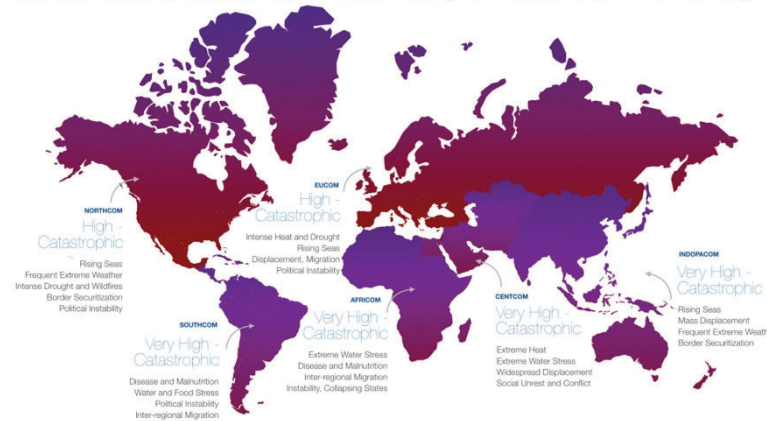 NORTHCOM
High -
Catastrophic
Rising Seas
Frequent Extreme Weather
Intense Drought and Wildfires
Border Securitization
Political Instability
EUCOM
High -
Catastrophic
Intense Heat and Drought
Rising Seas
Displacement, Migration
Political Instability
SOUTHCOM
Very High -
Catastrophic
Disease and Malnutrition
Water and Food Stress
Political Instability
Inter-regional Migration
AFRICOM
Very High -
Catastrophic
Extreme Water Stress
Disease and Malnutrition
Inter-regional Migration
Instability, Collapsing States
CENTCOM
Very High -
Catastrophic
Extreme Heat
Extreme Water Stress
Widespread Displacement
Social Unrest and Conflict
INDOPACOM
Very High -
Catastrophic
Rising Seas
Mass Displacement
Frequent Extreme Weath
Border Securitization